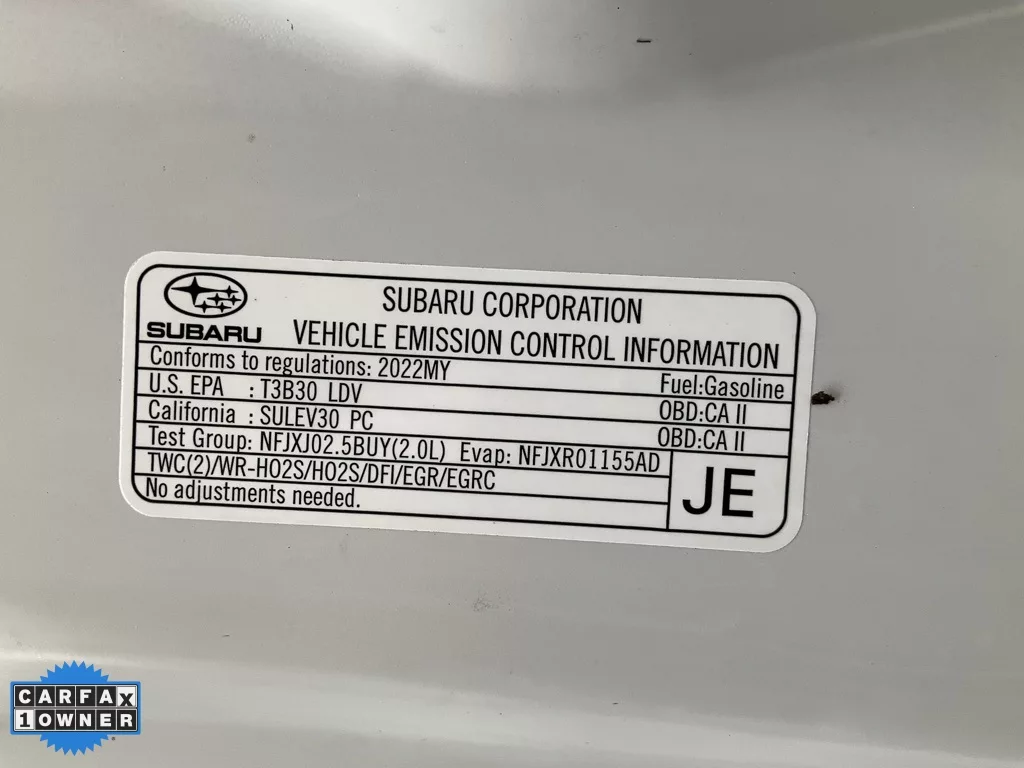 SUBARU CORPORATION
SUBARU VEHICLE EMISSION CONTROL INFORMATION
Conforms to regulations: 2022MY Fuel:Gasoline
U.S. EPA : T3B30 LDV OBD:CA II
California : SULEV30 PC OBD:CA II
Test Group: NFJXJ02.5BUY(2.0L) Evap: NFJXR01155AD
TWC(2)/WR-HO2S/HO2S/DFI/EGR/EGRC
JE
No adjustments needed.
CARFAX
1 OWNER